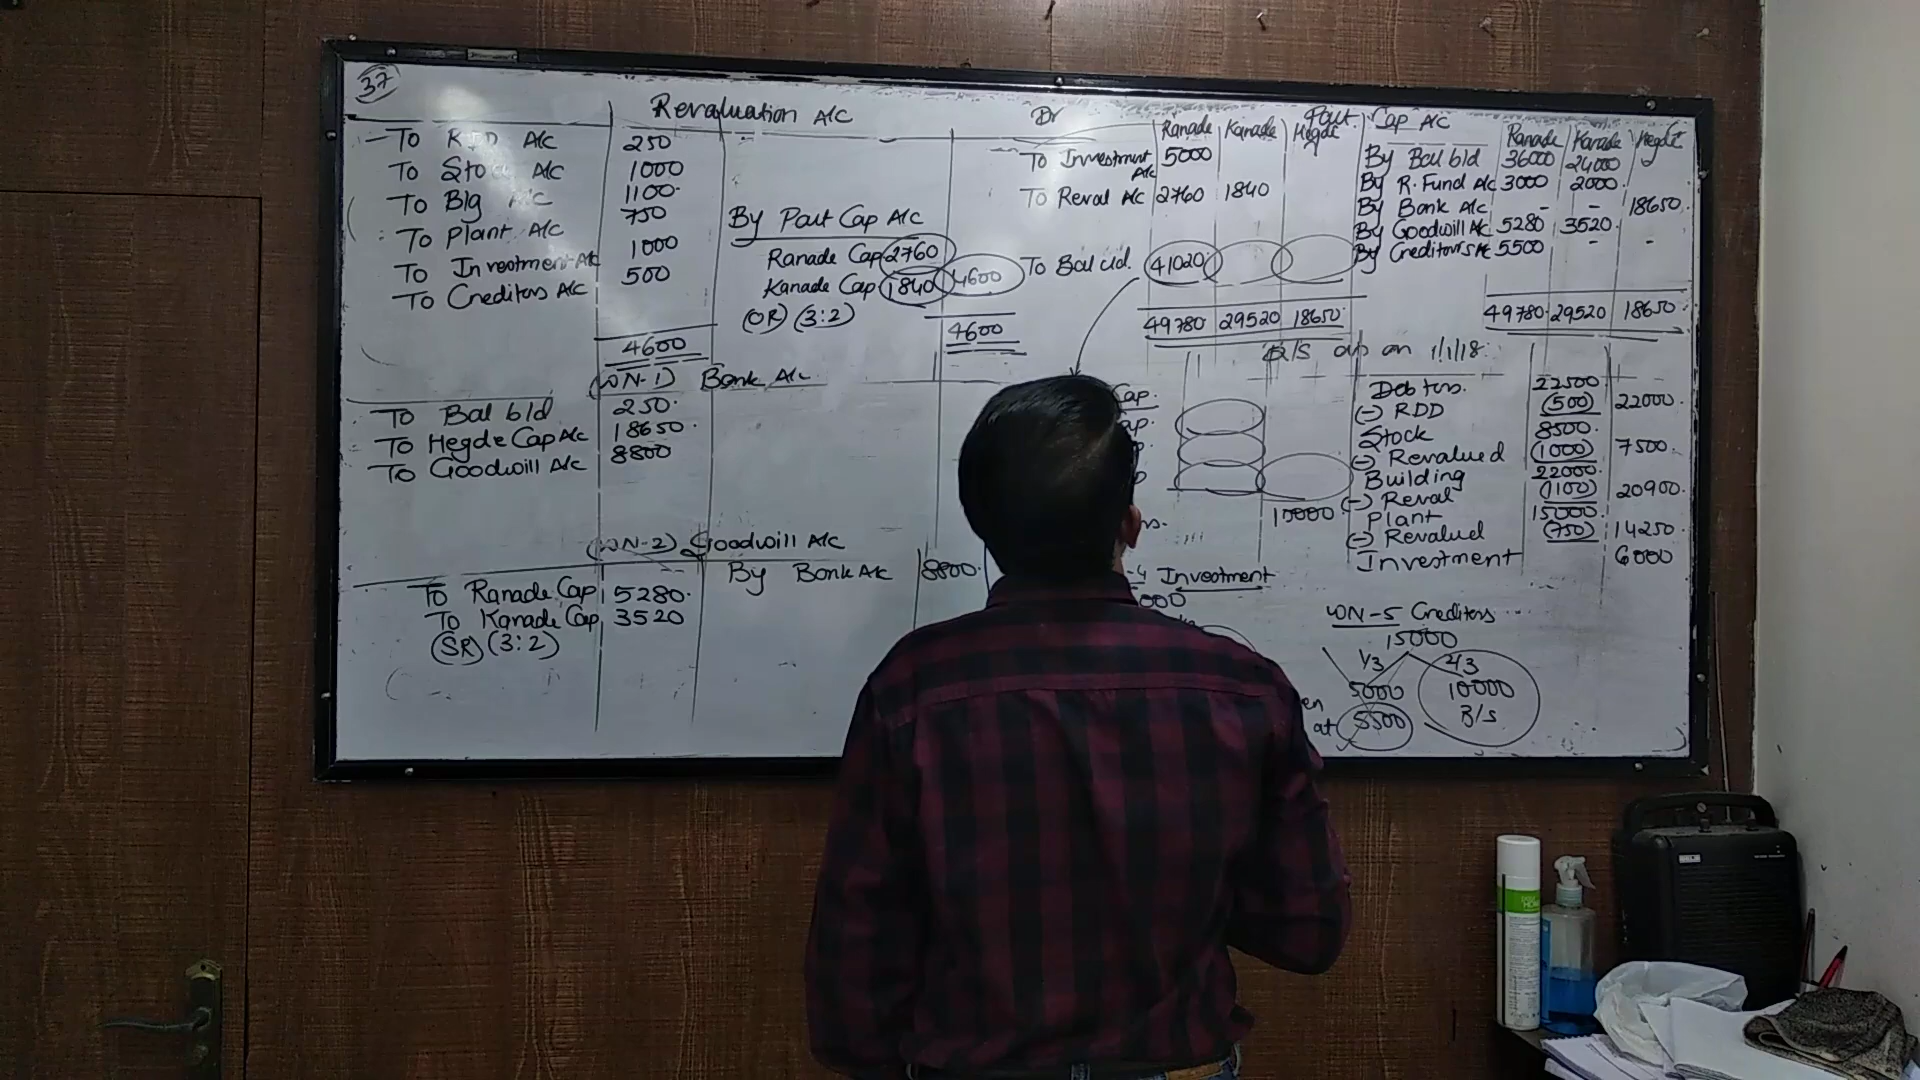 37
Revaluation A/c
To RDD A/c 250
To Stock A/c 1000
To Blg A/c 1100
To Plant A/c 750
To Investment A/c 1000
To Creditors A/c 500
By Part Cap A/c
Ranade Cap 2760
Kanade Cap 1840 4600
(OR) (3:2)
4600 4600
Dr Part Cap A/c
Ranade Kanade Hegde Ranade Kanade Hegde
To Investment A/c 5000
To Reval A/c 2760 1840
To Bal c/d. 41020
By Bal b/d 36000 24000
By R. Fund A/c 3000 2000
By Bank A/c - - 18650
By Goodwill A/c 5280 3520 -
By Creditors A/c 5500 - -
49780 29520 18650 49780 29520 18650
(WN-1) Bank A/c
To Bal b/d 250
To Hegde Cap A/c 18650
To Goodwill A/c 8800
(WN-2) Goodwill A/c
To Ranade Cap 5280 By Bank A/c 8800
To Kanade Cap 3520
(SR) (3:2)
B/S as on 1/1/18
Cap.
10000
Debtors. 22500
(-) RDD (500) 22000
Stock 8500
(-) Revalued (1000) 7500
Building 22000
(-) Reval (1100) 20900
Plant 15000
(-) Revalued (750) 14250
Investment 6000
-4 Investment
000
WN-5 Creditors
15000
1/3 2/3
5000 10000
at 5500 B/S